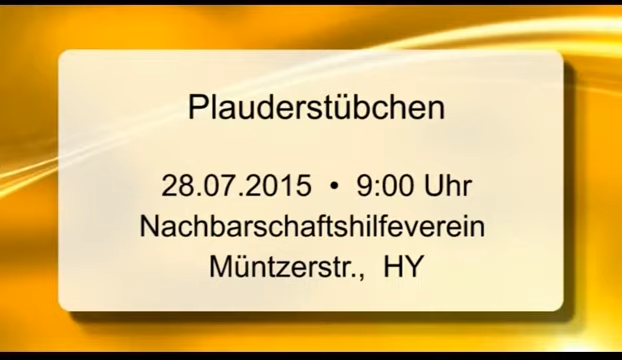 Plauderstübchen
28.07.2015 • 9:00 Uhr
Nachbarschaftshilfeverein
Müntzerstr., HY